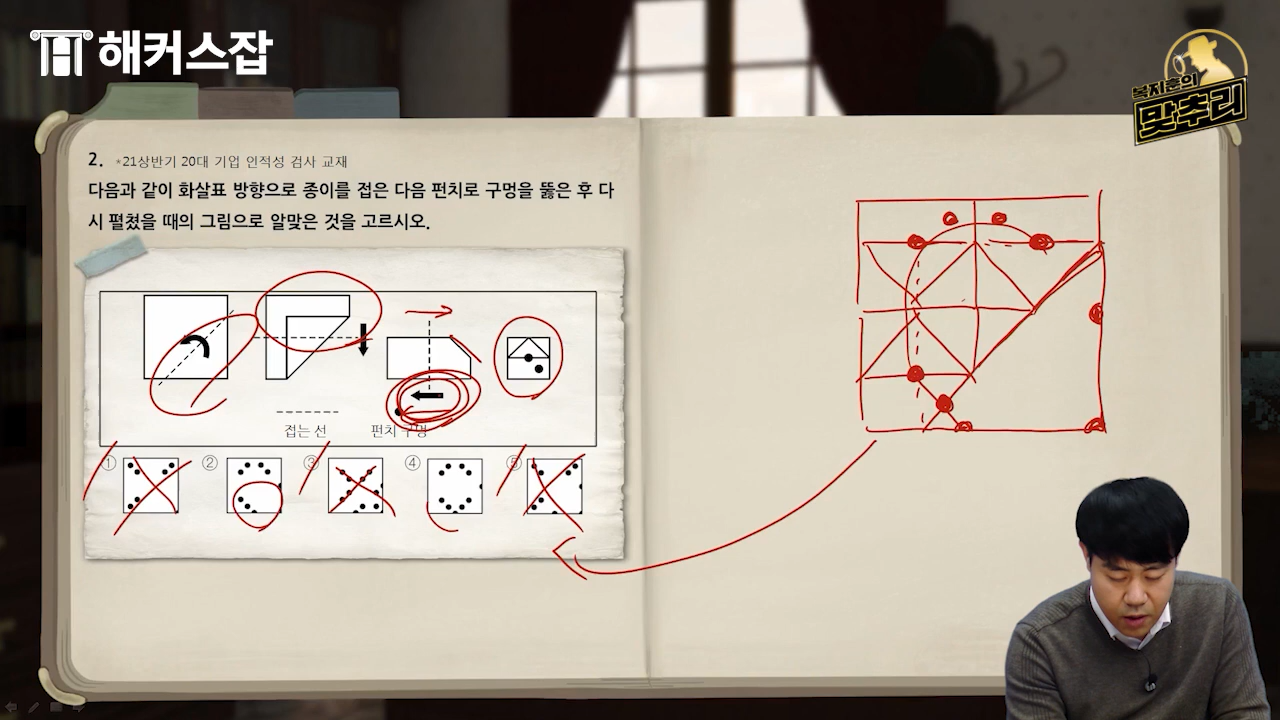 해커스잡
복지훈의
맛추리
2. *21상반기 20대 기업 인적성 검사 교재
다음과 같이 화살표 방향으로 종이를 접은 다음 펀치로 구멍을 뚫은 후 다
시 펼쳤을 때의 그림으로 알맞은 것을 고르시오.
접는 선 펀치 구멍
① ② ③ ④ ⑤